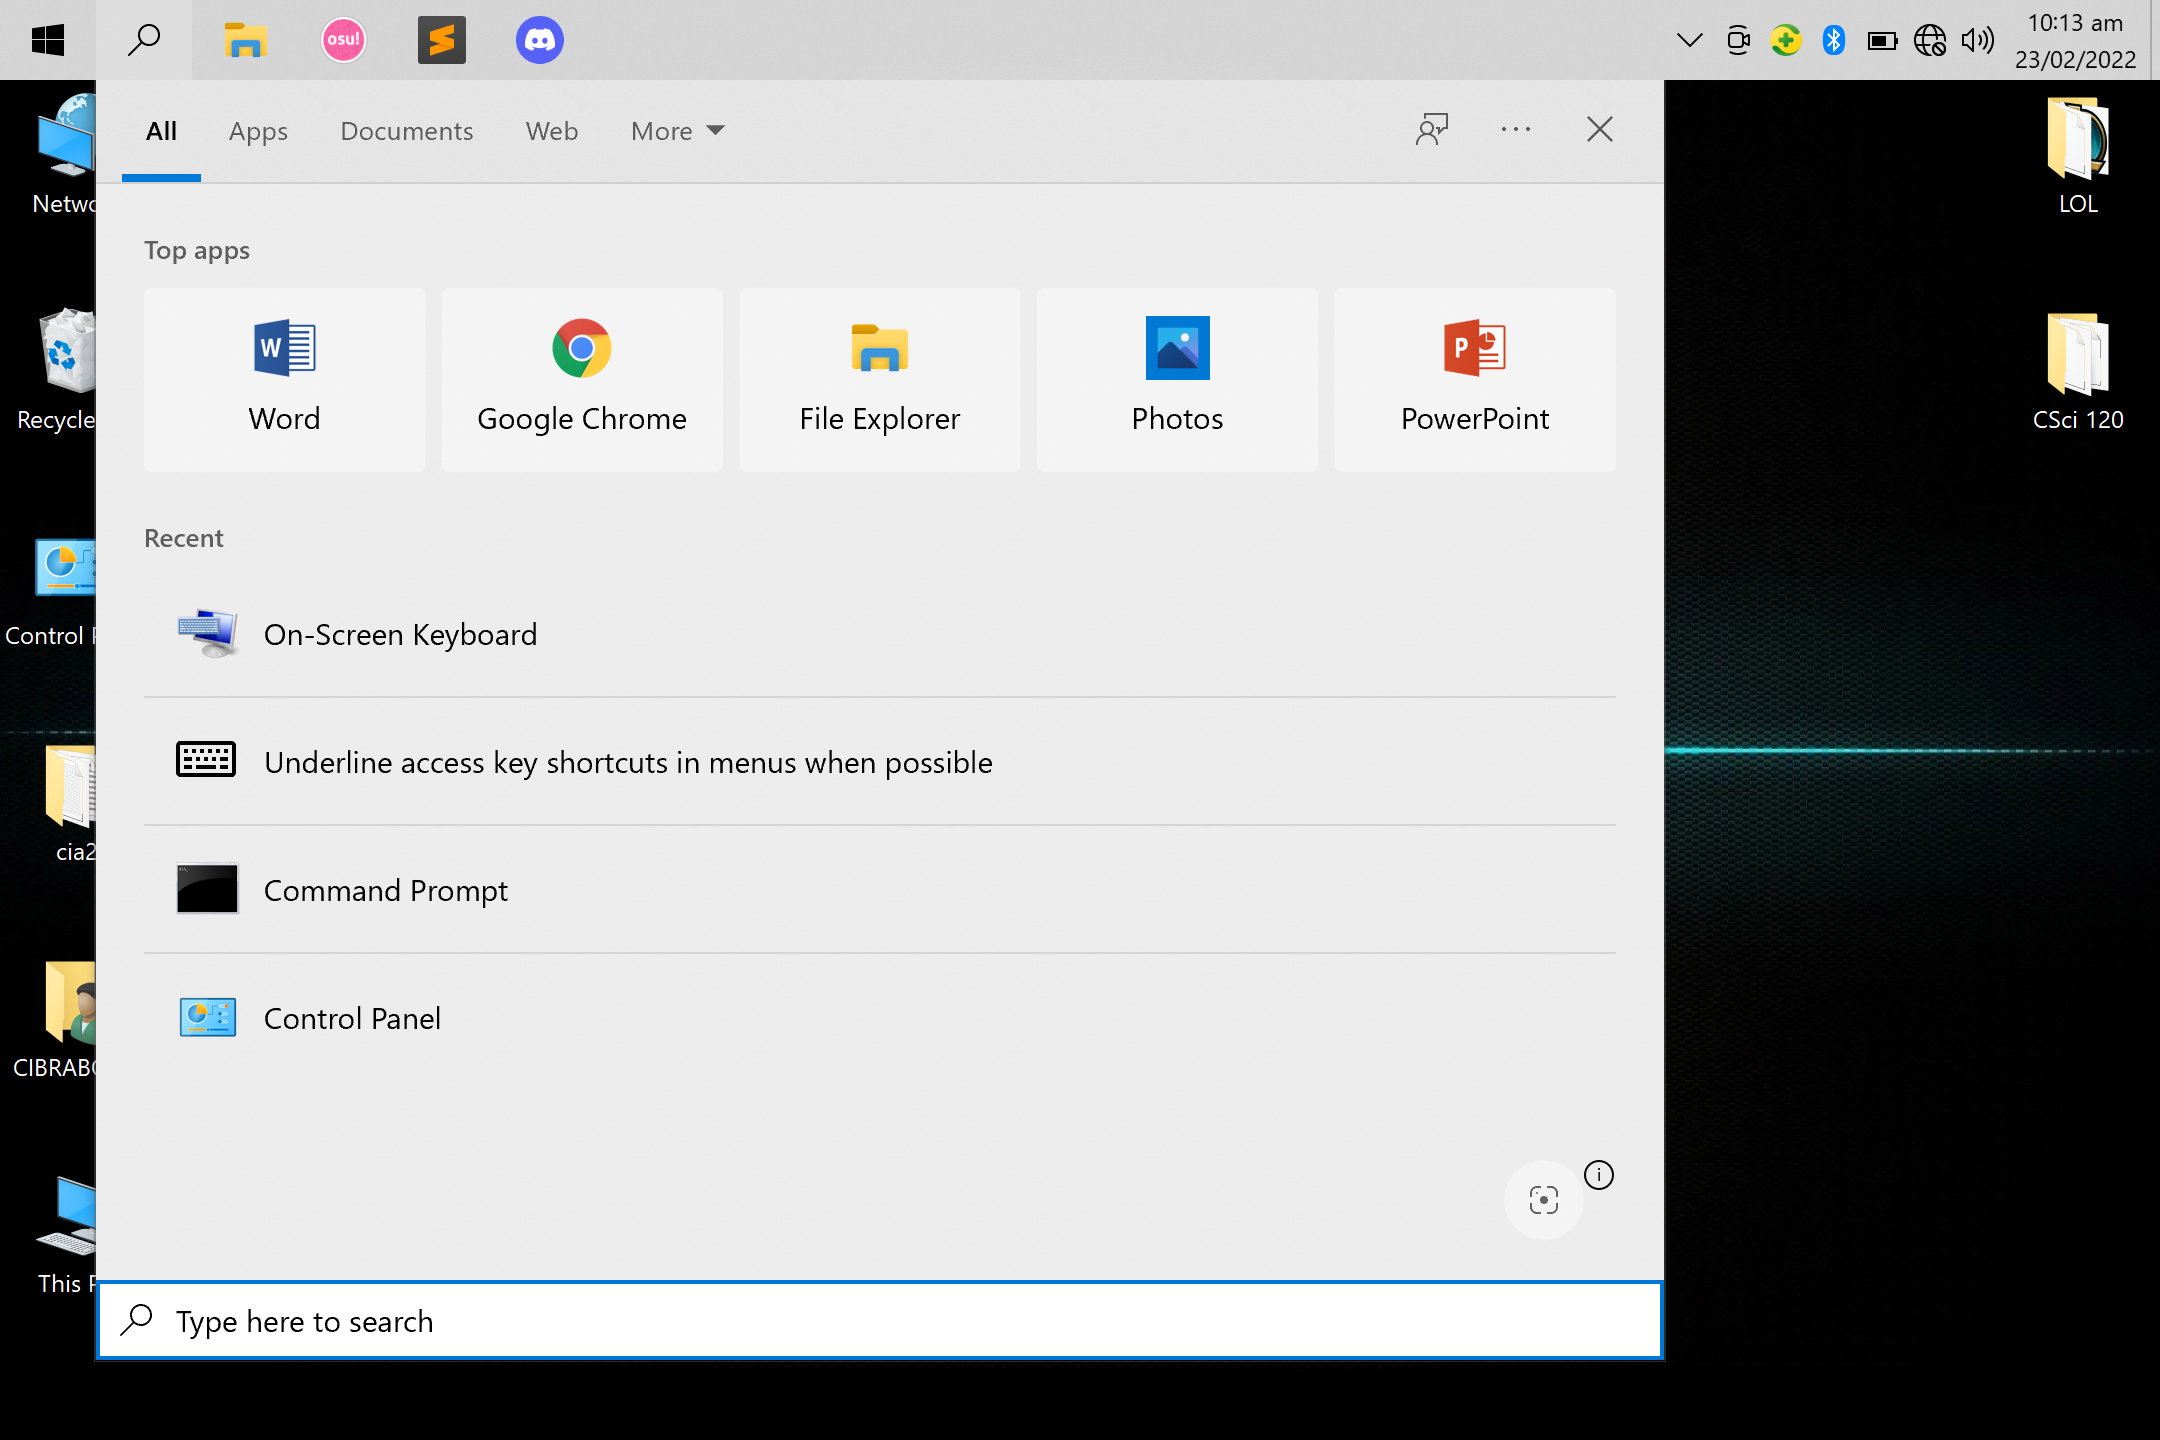 osu!
10:13 am
23/02/2022
All
Apps
Documents
Web
More
Netwo
LOL
Top apps
Word
Google Chrome
File Explorer
Photos
PowerPoint
Recycle
CSci 120
Recent
On-Screen Keyboard
Control P
Underline access key shortcuts in menus when possible
cia2
Command Prompt
Control Panel
CIBRABO
This P
Type here to search